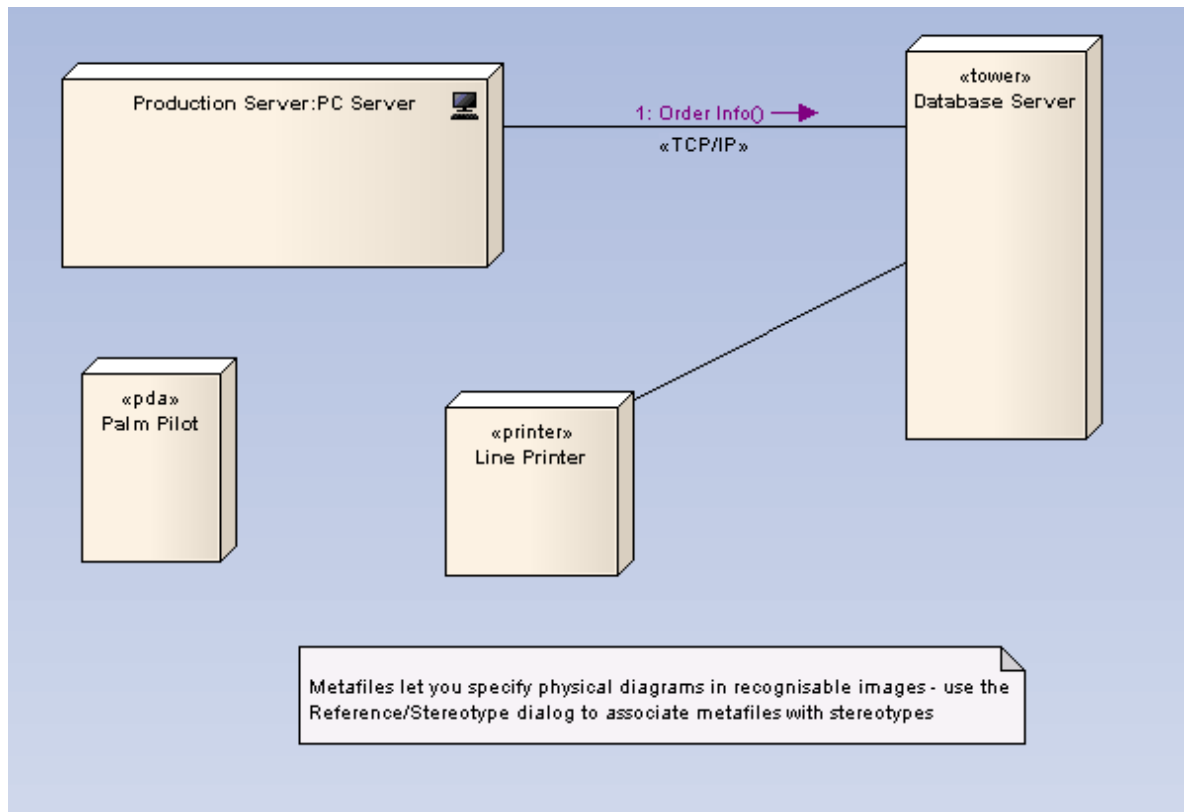 Production Server:PC Server
1: Order Info()
«TCP/IP»
«tower»
Database Server
«pda»
Palm Pilot
«printer»
Line Printer
Metafiles let you specify physical diagrams in recognisable images - use the
Reference/Stereotype dialog to associate metafiles with stereotypes